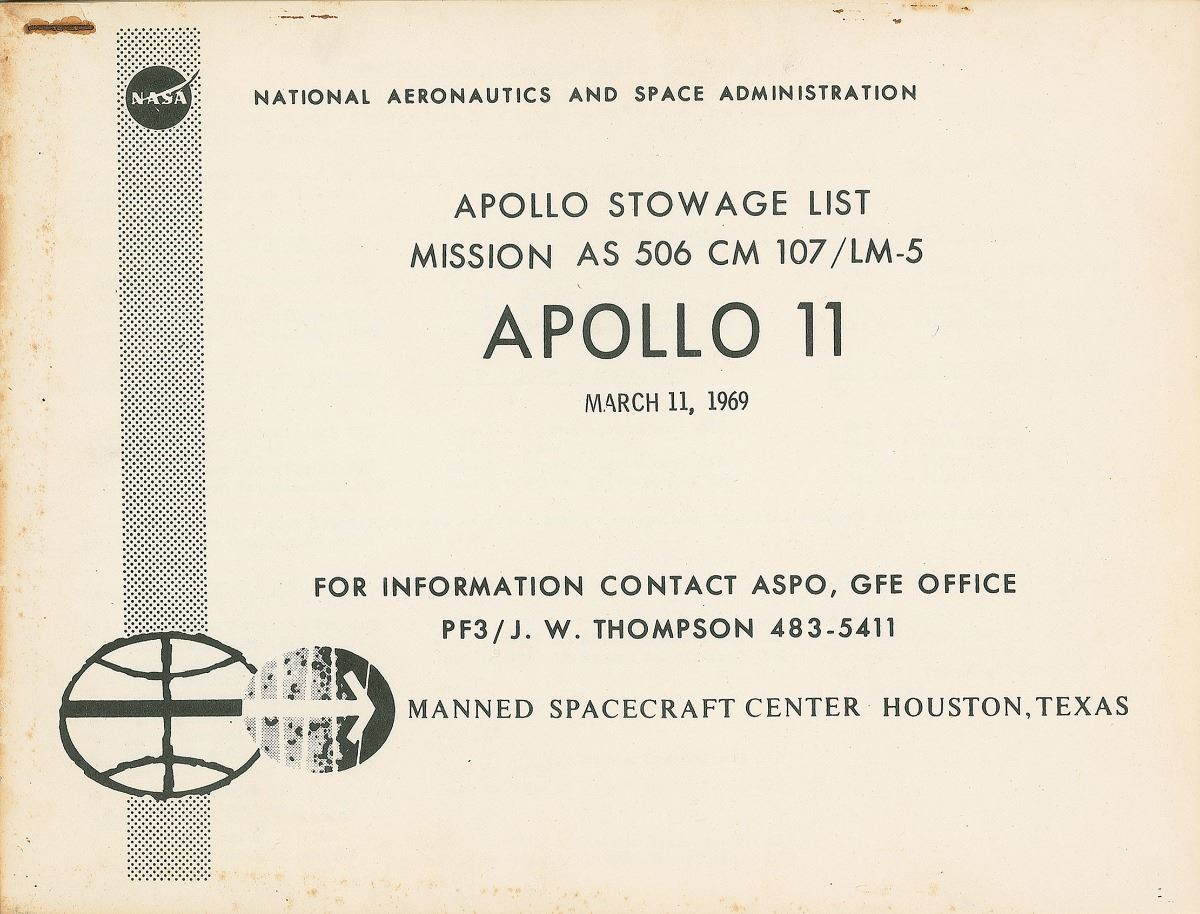 NASA
NATIONAL AERONAUTICS AND SPACE ADMINISTRATION
APOLLO STOWAGE LIST
MISSION AS 506 CM 107/LM-5
APOLLO 11
MARCH 11, 1969
FOR INFORMATION CONTACT ASPO, GFE OFFICE
PF3/J. W. THOMPSON 483-5411
MANNED SPACECRAFT CENTER HOUSTON, TEXAS